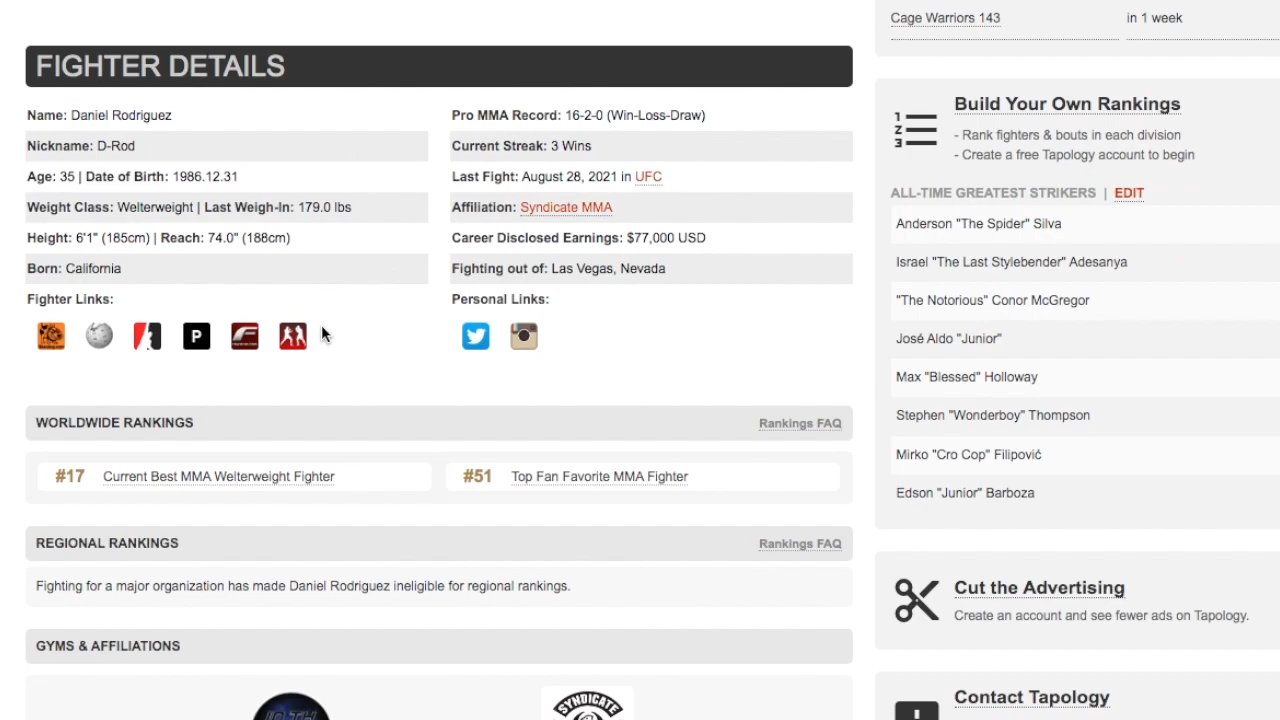 Cage Warriors 143 in 1 week
FIGHTER DETAILS
Name: Daniel Rodriguez
Nickname: D-Rod
Age: 35 | Date of Birth: 1986.12.31
Weight Class: Welterweight | Last Weigh-In: 179.0 lbs
Height: 6'1" (185cm) | Reach: 74.0" (188cm)
Born: California
Fighter Links:
P
Pro MMA Record: 16-2-0 (Win-Loss-Draw)
Current Streak: 3 Wins
Last Fight: August 28, 2021 in UFC
Affiliation: Syndicate MMA
Career Disclosed Earnings: $77,000 USD
Fighting out of: Las Vegas, Nevada
Personal Links:
WORLDWIDE RANKINGS Rankings FAQ
#17 Current Best MMA Welterweight Fighter #51 Top Fan Favorite MMA Fighter
REGIONAL RANKINGS Rankings FAQ
Fighting for a major organization has made Daniel Rodriguez ineligible for regional rankings.
GYMS & AFFILIATIONS
10TH
SYNDICATE
1
2
3
Build Your Own Rankings
- Rank fighters & bouts in each division
- Create a free Tapology account to begin
ALL-TIME GREATEST STRIKERS | EDIT
Anderson "The Spider" Silva
Israel "The Last Stylebender" Adesanya
"The Notorious" Conor McGregor
José Aldo "Junior"
Max "Blessed" Holloway
Stephen "Wonderboy" Thompson
Mirko "Cro Cop" Filipović
Edson "Junior" Barboza
Cut the Advertising
Create an account and see fewer ads on Tapology.
Contact Tapology